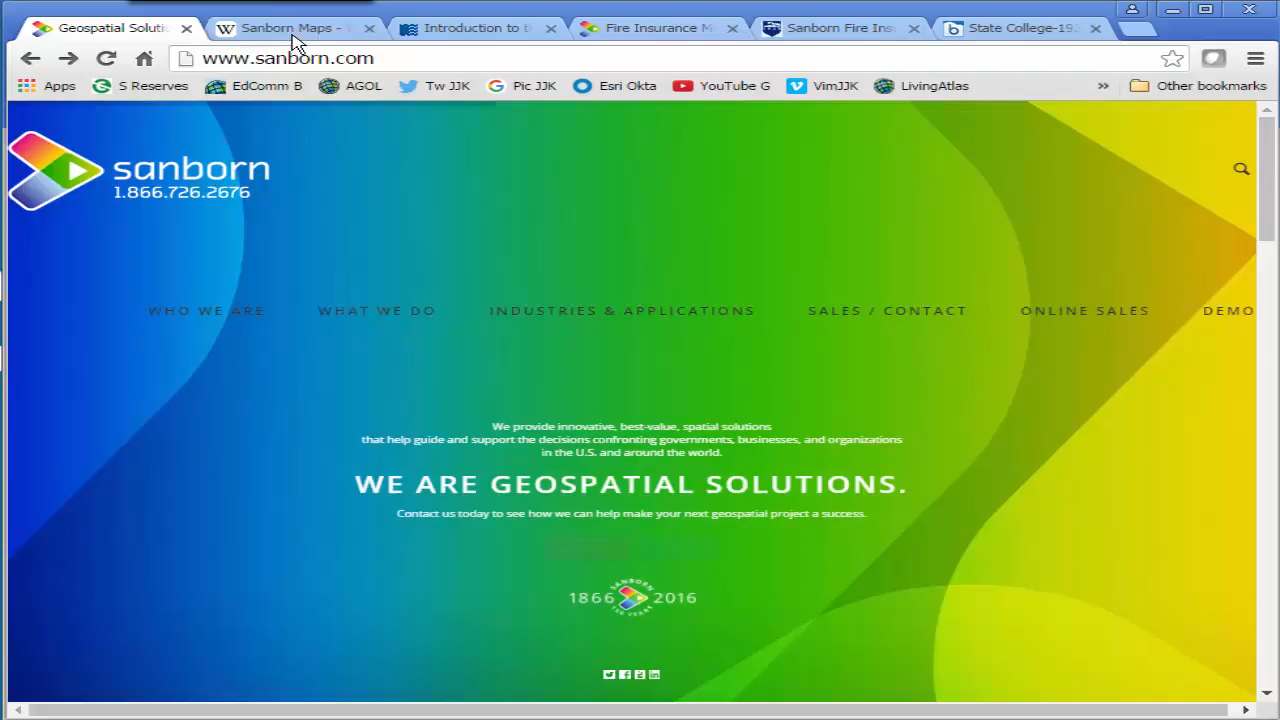 Geospatial Soluti
Sanborn Maps -
Introduction to t
Fire Insurance M
Sanborn Fire Ins
State College-19
www.sanborn.com
Apps
S Reserves
EdComm B
AGOL
Tw JJK
Pic JJK
Esri Okta
YouTube G
VimJJK
LivingAtlas
»
Other bookmarks
sanborn
1.866.726.2676
WHO WE ARE
WHAT WE DO
INDUSTRIES & APPLICATIONS
SALES / CONTACT
ONLINE SALES
DEMO
We provide innovative, best-value, spatial solutions
that help guide and support the decisions confronting governments, businesses, and organizations
in the U.S. and around the world.
WE ARE GEOSPATIAL SOLUTIONS.
Contact us today to see how we can help make your next geospatial project a success.
1866 2016